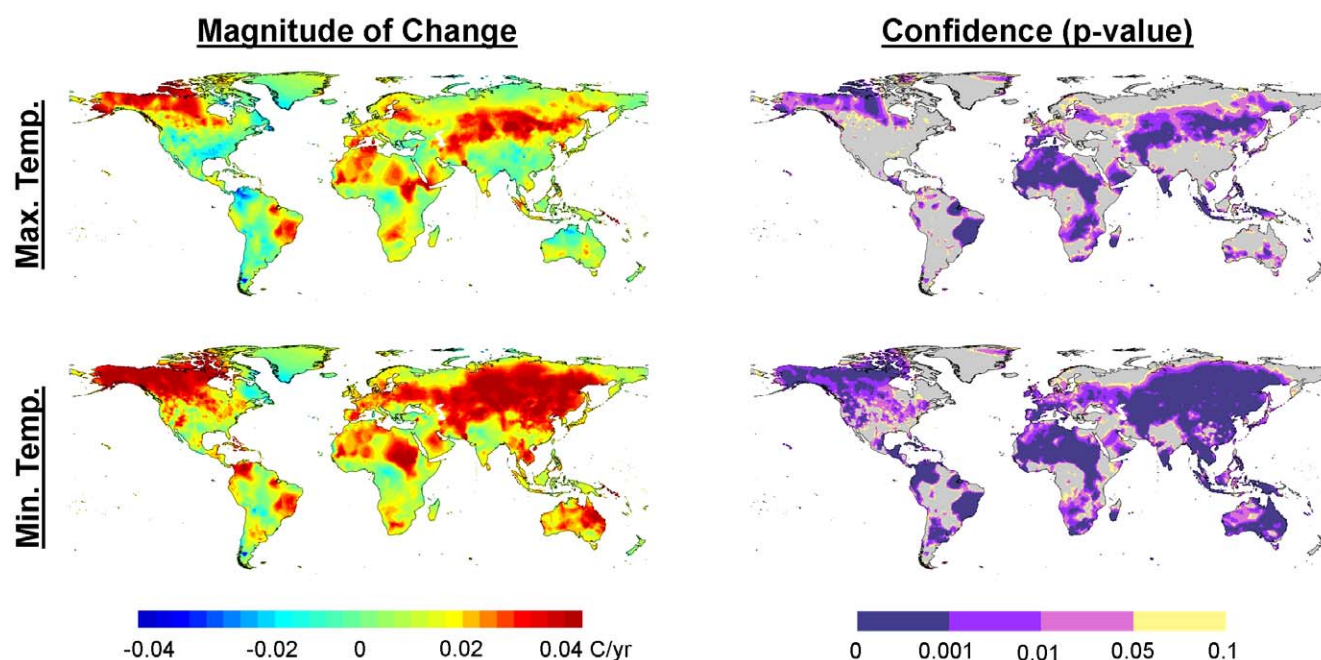 Magnitude of Change
Confidence (p-value)
Max. Temp.
Min. Temp.
-0.04 -0.02 0 0.02 0.04 C/yr
0 0.001 0.01 0.05 0.1